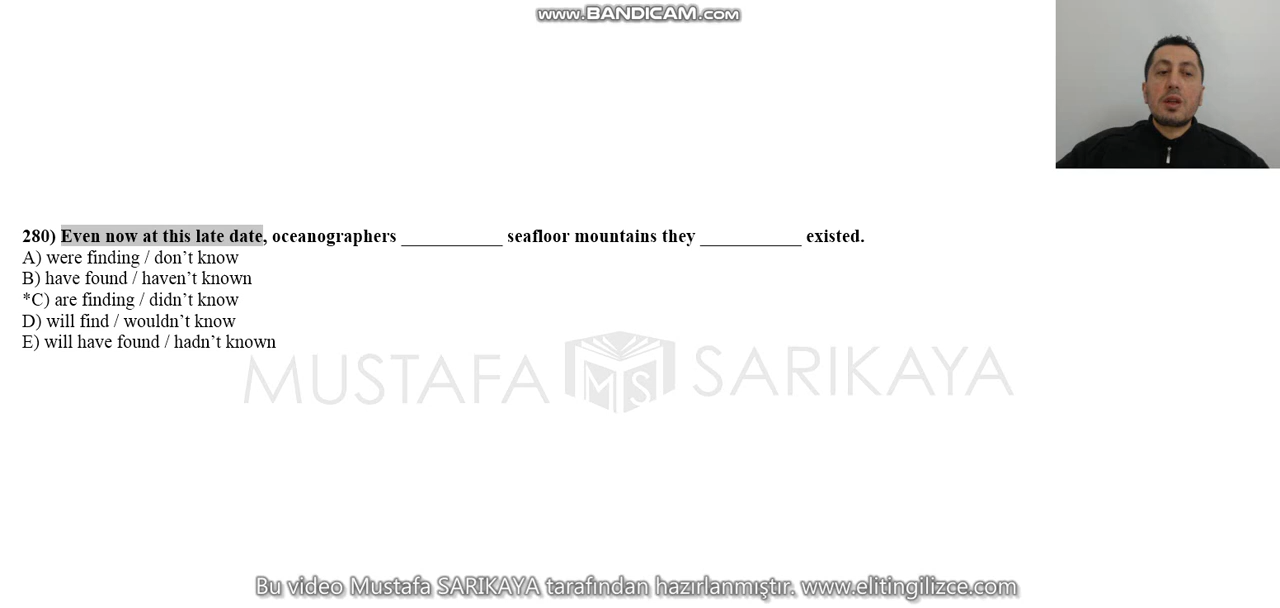 www.BANDICAM.com
280) Even now at this late date, oceanographers ___________ seafloor mountains they ___________ existed.
A) were finding / don’t know
B) have found / haven’t known
*C) are finding / didn’t know
D) will find / wouldn’t know
E) will have found / hadn’t known
MUSTAFA MS SARIKAYA
Bu video Mustafa SARIKAYA tarafından hazırlanmıştır. www.elitingilizce.com